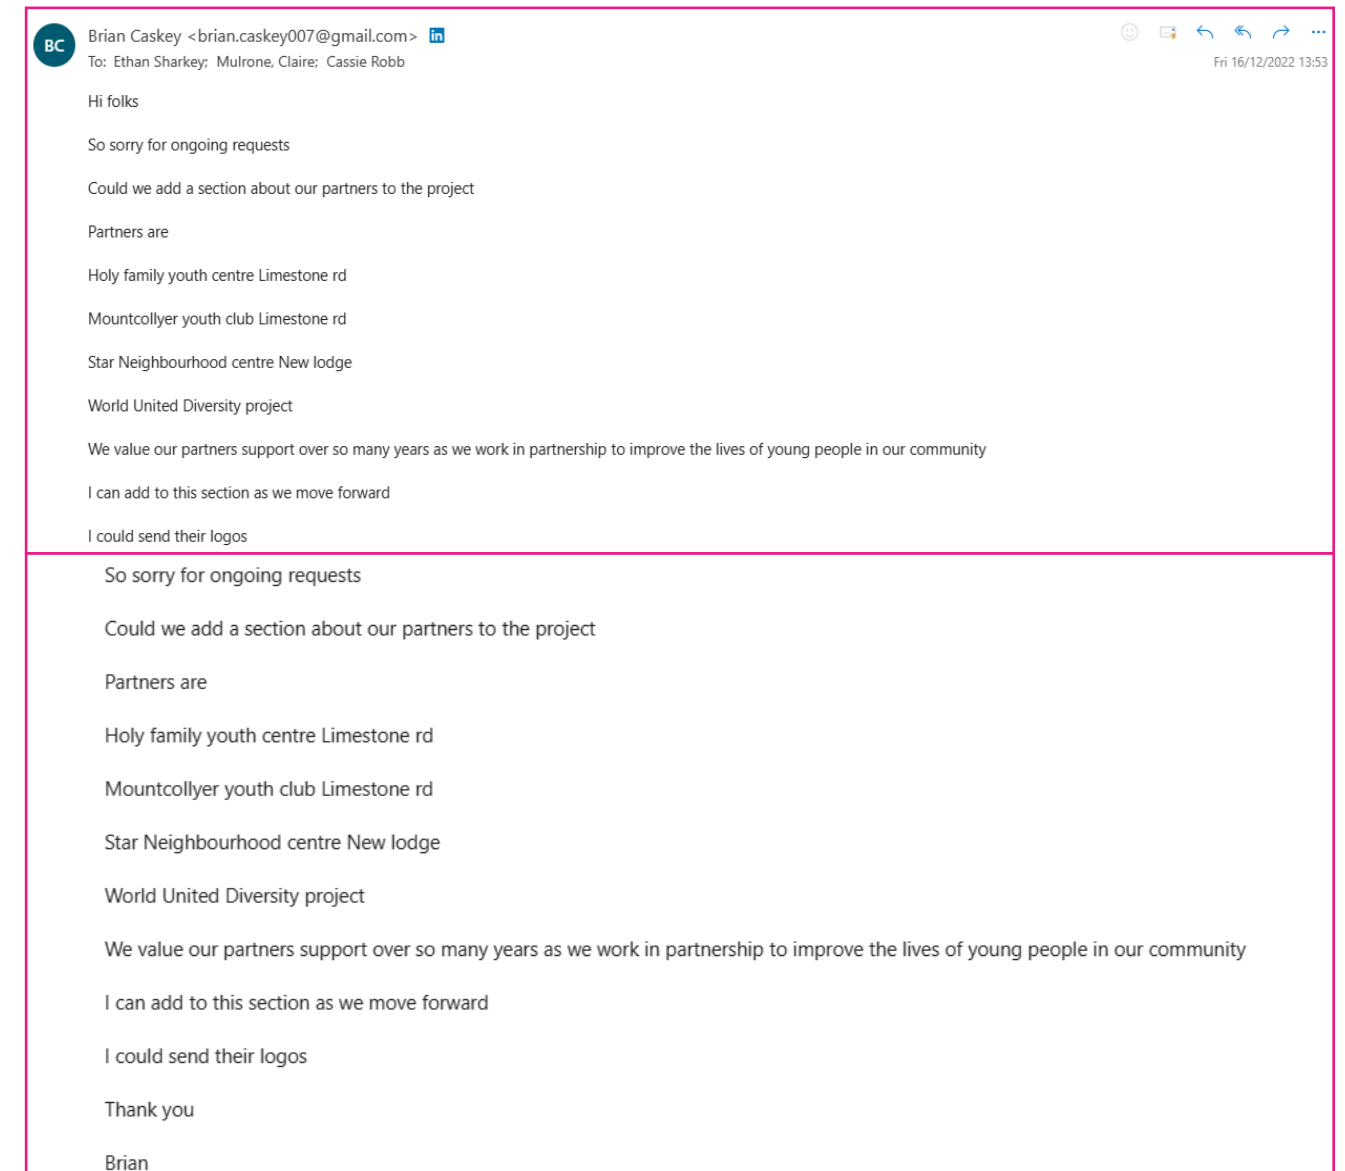 BC
Brian Caskey <brian.caskey007@gmail.com> in
To: Ethan Sharkey; Mulrone, Claire; Cassie Robb
Fri 16/12/2022 13:53
Hi folks
So sorry for ongoing requests
Could we add a section about our partners to the project
Partners are
Holy family youth centre Limestone rd
Mountcollyer youth club Limestone rd
Star Neighbourhood centre New lodge
World United Diversity project
We value our partners support over so many years as we work in partnership to improve the lives of young people in our community
I can add to this section as we move forward
I could send their logos
So sorry for ongoing requests
Could we add a section about our partners to the project
Partners are
Holy family youth centre Limestone rd
Mountcollyer youth club Limestone rd
Star Neighbourhood centre New lodge
World United Diversity project
We value our partners support over so many years as we work in partnership to improve the lives of young people in our community
I can add to this section as we move forward
I could send their logos
Thank you
Brian